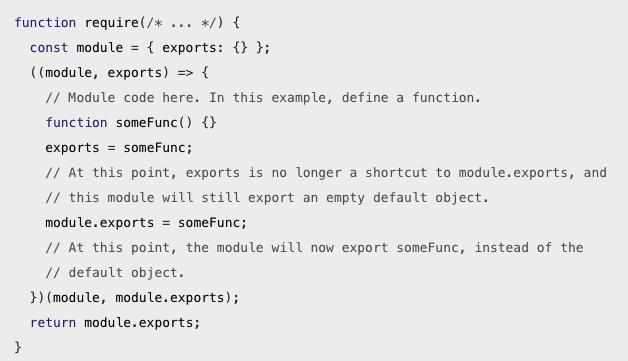 function require(/* ... */) {
  const module = { exports: {} };
  ((module, exports) => {
    // Module code here. In this example, define a function.
    function someFunc() {}
    exports = someFunc;
    // At this point, exports is no longer a shortcut to module.exports, and
    // this module will still export an empty default object.
    module.exports = someFunc;
    // At this point, the module will now export someFunc, instead of the
    // default object.
  })(module, module.exports);
  return module.exports;
}